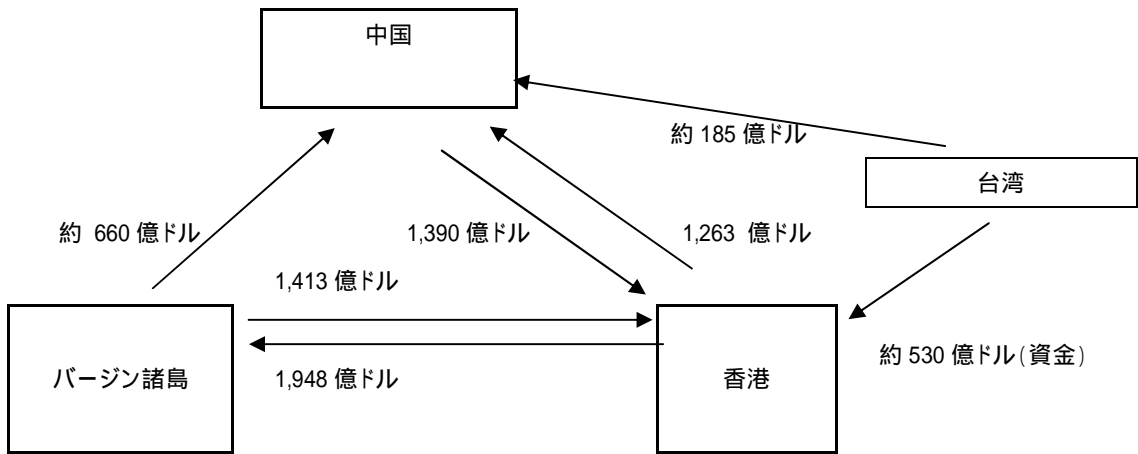 中国
約 185 億ドル
台湾
約 660 億ドル
1,390 億ドル
1,263 億ドル
1,413 億ドル
バージン諸島
1,948 億ドル
香港
約 530 億ドル(資金)